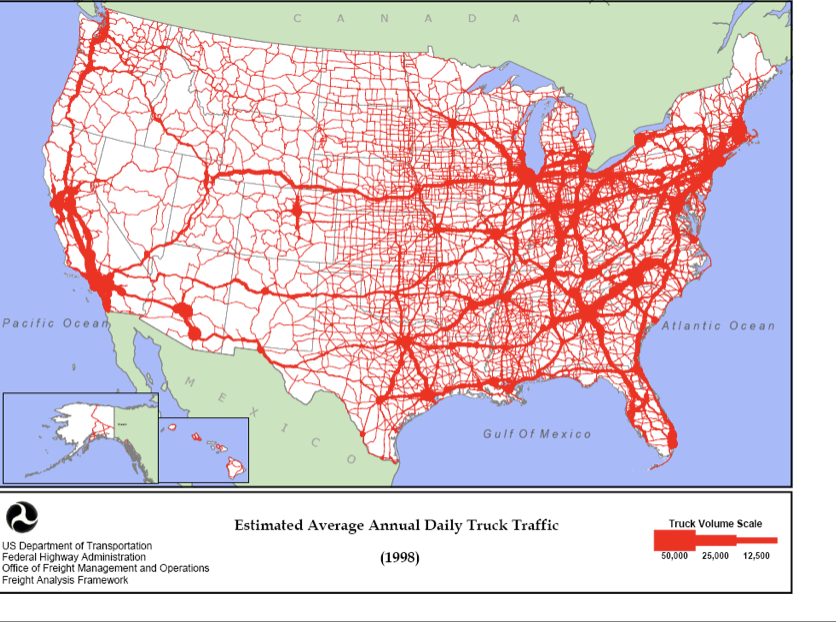 C A N A D A
Pacific Ocean
Atlantic Ocean
M E X I C O
Gulf Of Mexico
Estimated Average Annual Daily Truck Traffic
(1998)
US Department of Transportation
Federal Highway Administration
Office of Freight Management and Operations
Freight Analysis Framework
Truck Volume Scale
50,000 25,000 12,500